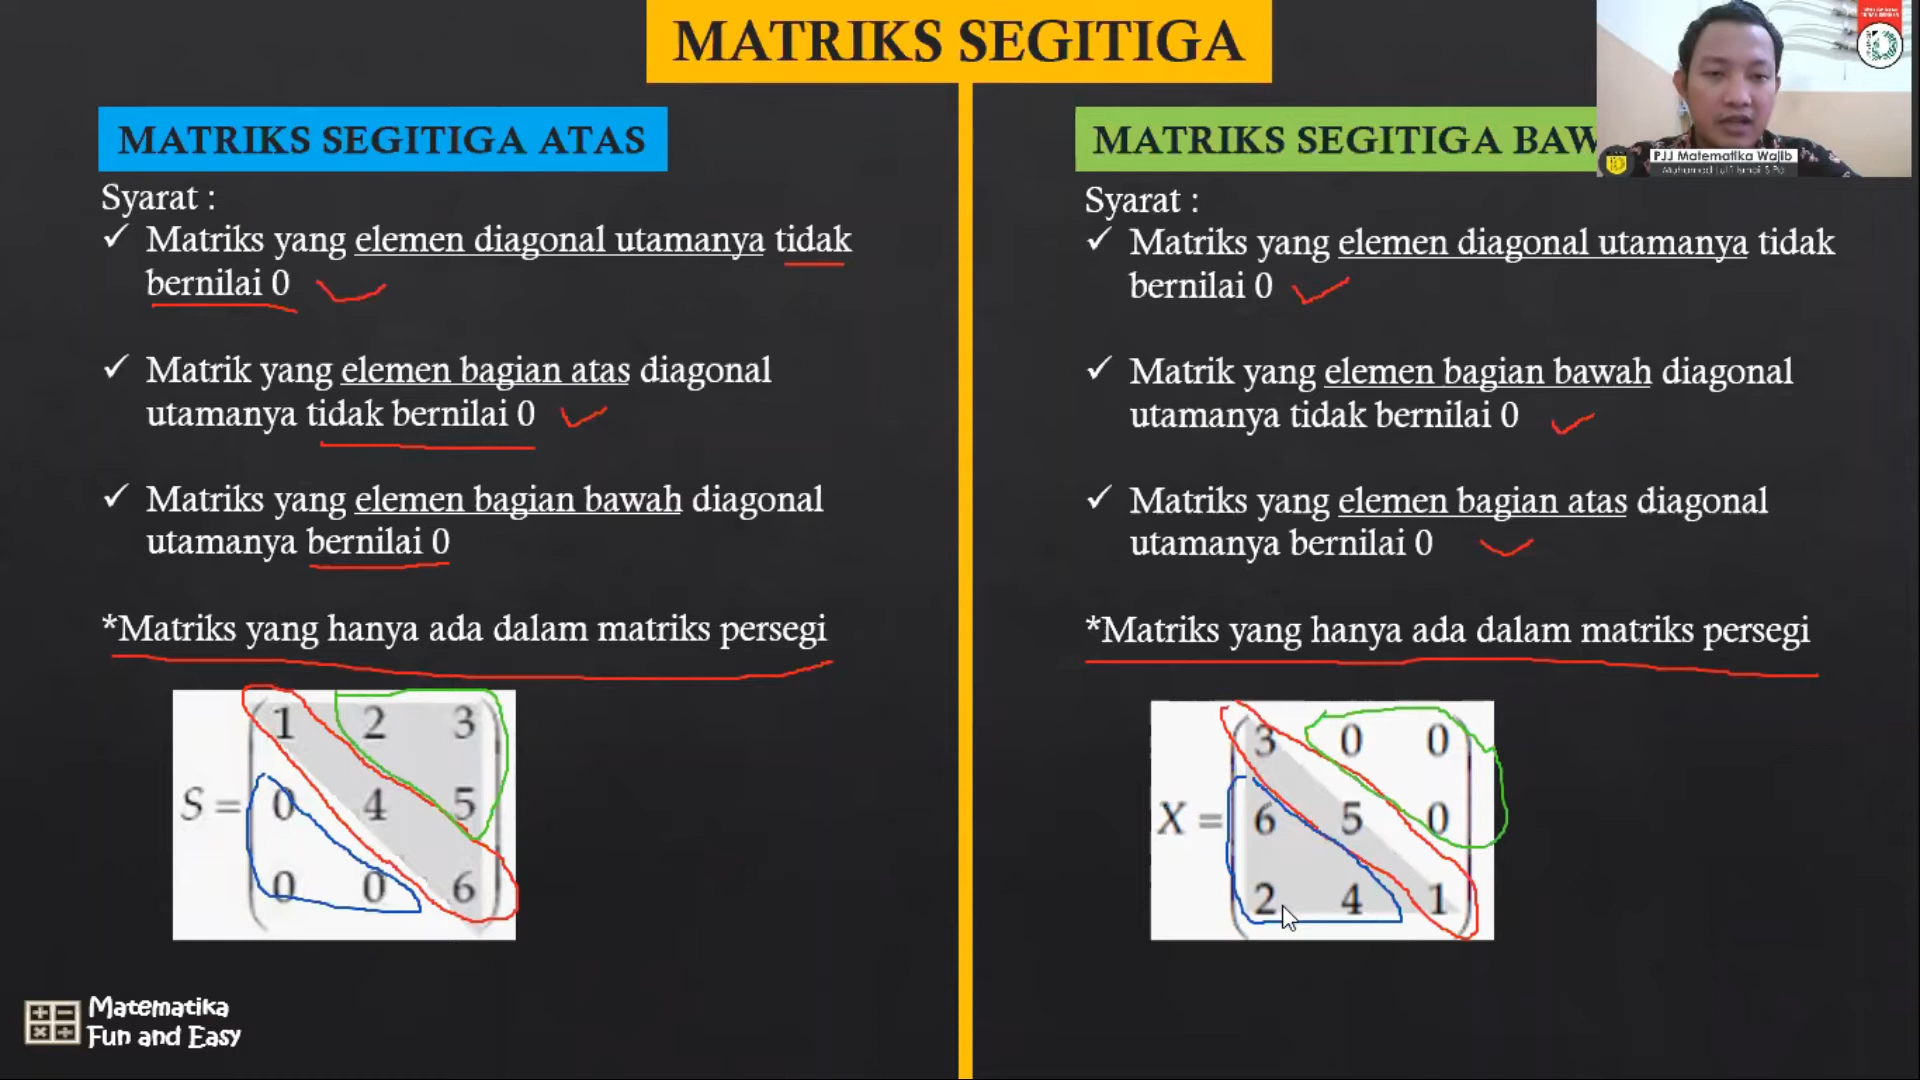 MATRIKS SEGITIGA
MATRIKS SEGITIGA ATAS
Syarat :
✓ Matriks yang elemen diagonal utamanya tidak
bernilai 0
✓ Matrik yang elemen bagian atas diagonal
utamanya tidak bernilai 0
✓ Matriks yang elemen bagian bawah diagonal
utamanya bernilai 0
*Matriks yang hanya ada dalam matriks persegi
1 2 3
S = 0 4 5
0 0 6
MATRIKS SEGITIGA BAW
Syarat :
✓ Matriks yang elemen diagonal utamanya tidak
bernilai 0
✓ Matrik yang elemen bagian bawah diagonal
utamanya tidak bernilai 0
✓ Matriks yang elemen bagian atas diagonal
utamanya bernilai 0
*Matriks yang hanya ada dalam matriks persegi
3 0 0
X = 6 5 0
2 4 1
PJJ Matematika Wajib
Matematika
Fun and Easy